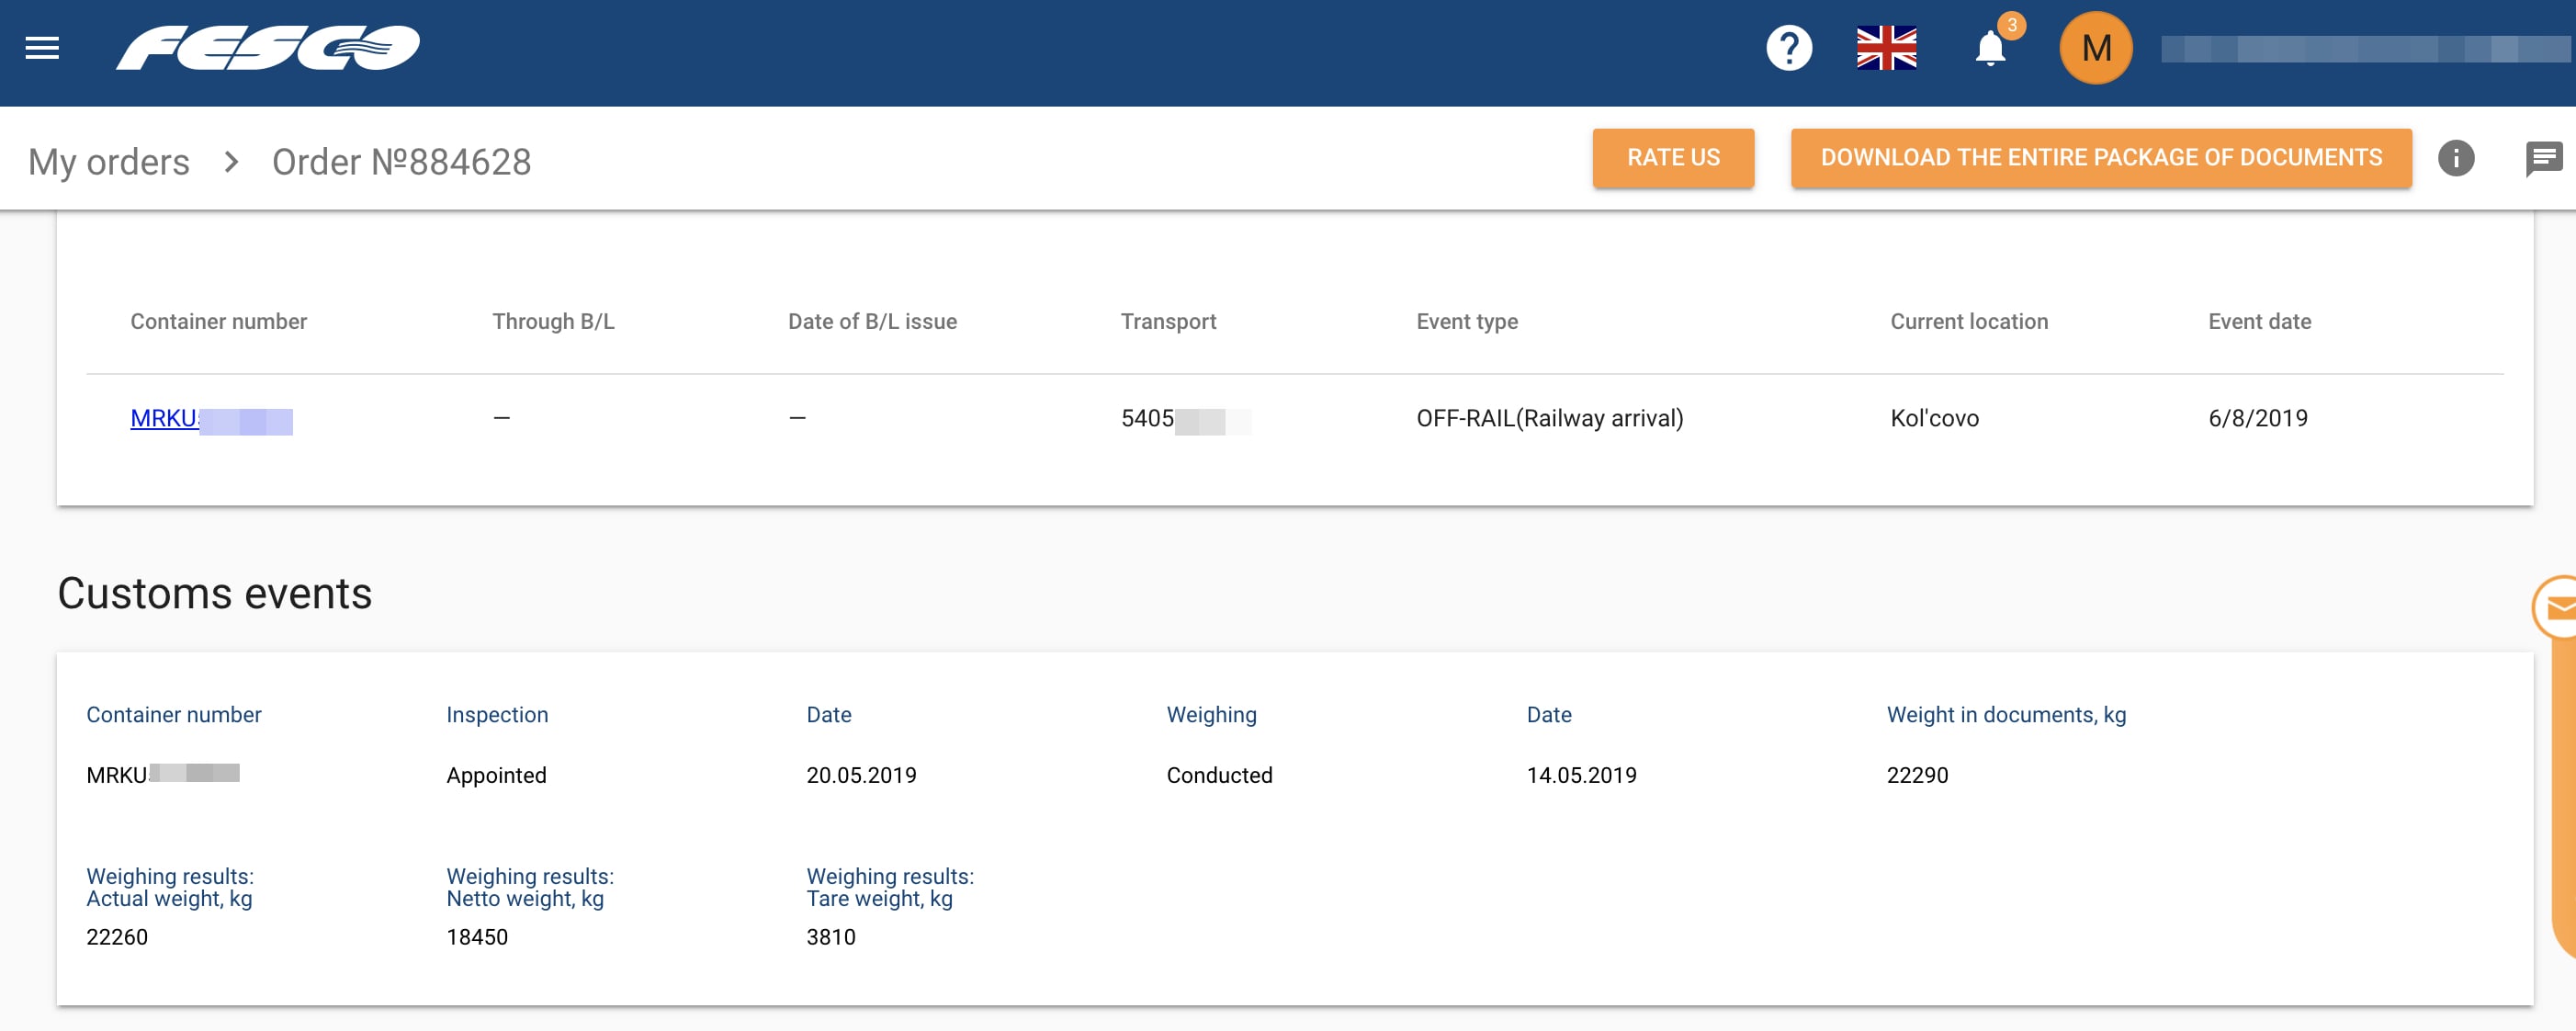 FESCO
3
M
My orders > Order №884628
RATE US
DOWNLOAD THE ENTIRE PACKAGE OF DOCUMENTS
Container number Through B/L Date of B/L issue Transport Event type Current location Event date
MRKU — — 5405 OFF-RAIL(Railway arrival) Kol'covo 6/8/2019
Customs events
Container number Inspection Date Weighing Date Weight in documents, kg
MRKU Appointed 20.05.2019 Conducted 14.05.2019 22290
Weighing results: Weighing results: Weighing results:
Actual weight, kg Netto weight, kg Tare weight, kg
22260 18450 3810